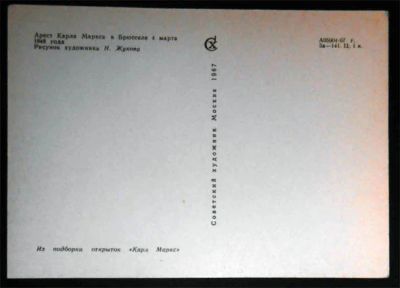 Арест Карла Маркса в Брюсселе 4 марта
1848 года
Рисунок художника Н. Жукова
Советский художник Москва 1967
Из подборки открыток «Карл Маркс»